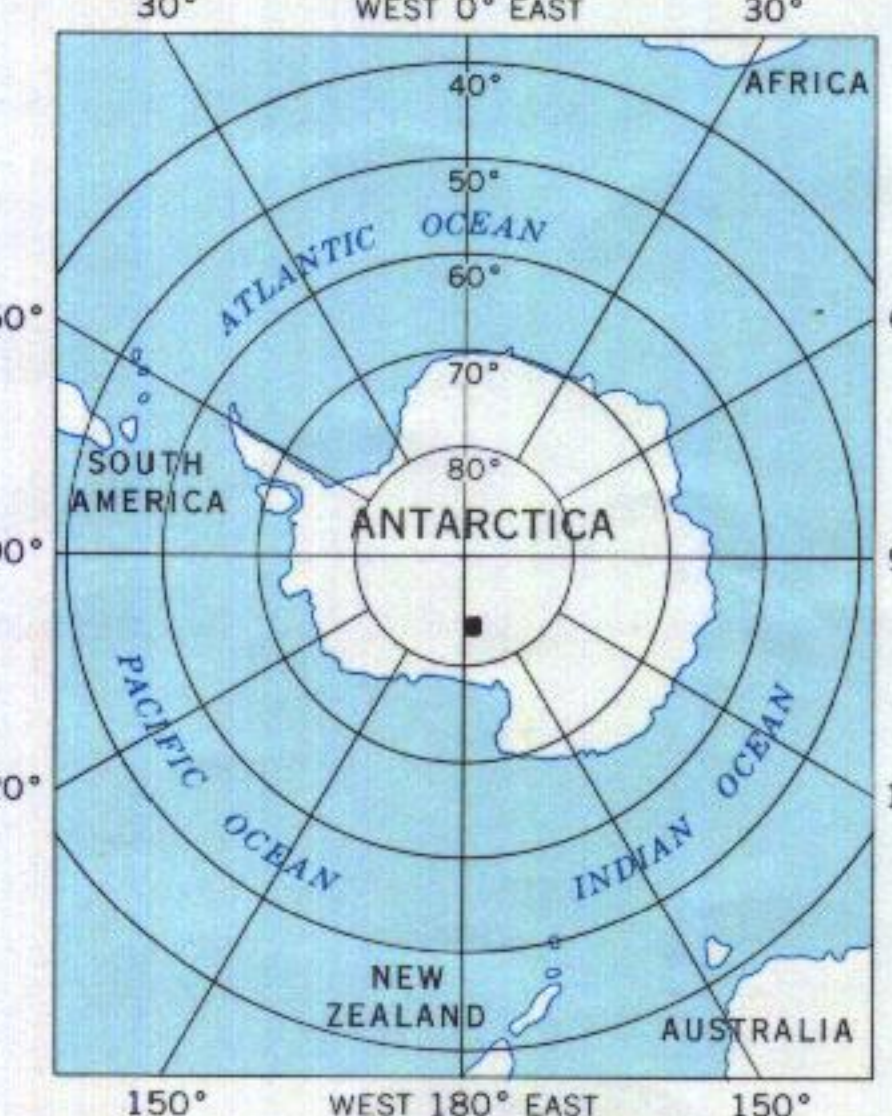 30° WEST 0° EAST 30°
AFRICA
40°
50°
ATLANTIC OCEAN
60°
70°
80°
SOUTH
AMERICA
ANTARCTICA
PACIFIC OCEAN
INDIAN OCEAN
NEW
ZEALAND
AUSTRALIA
150° WEST 180° EAST 150°